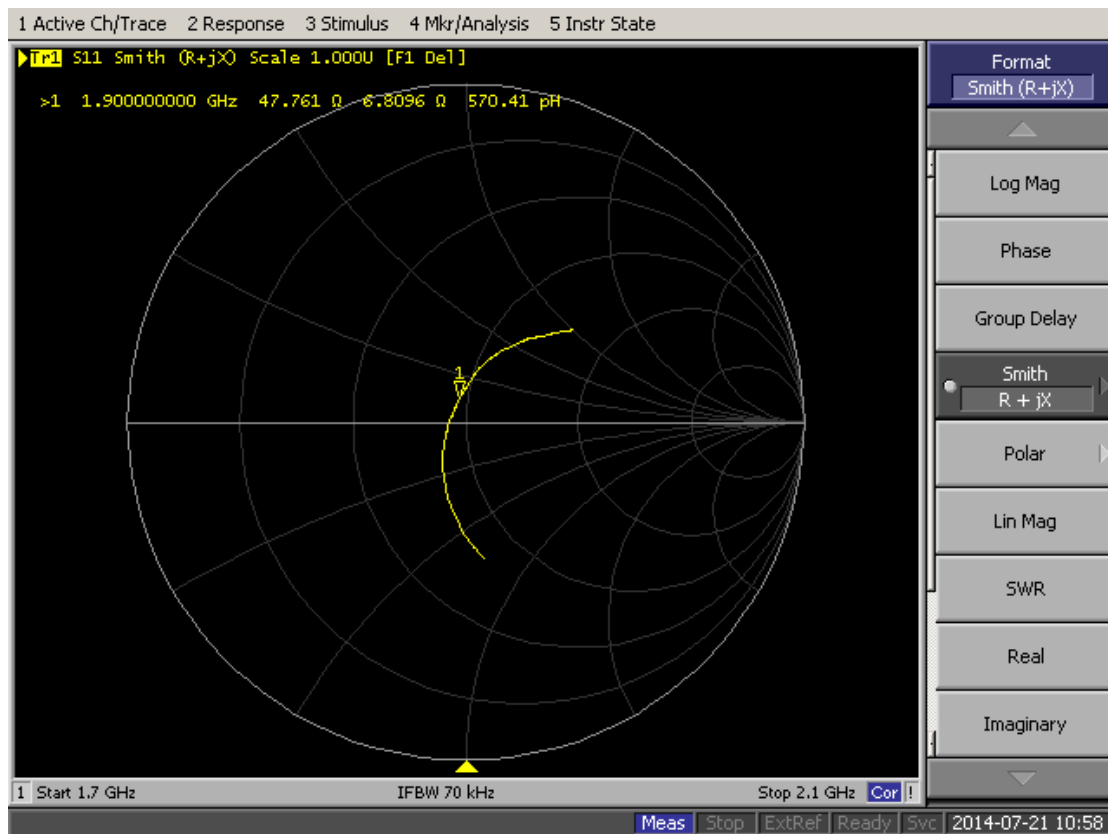 1 Active Ch/Trace 2 Response 3 Stimulus 4 Mkr/Analysis 5 Instr State
Tr1 S11 Smith (R+jX) Scale 1.000U [F1 Del]
>1 1.900000000 GHz 47.761 Ω 6.8096 Ω 570.41 pH
1
Format
Smith (R+jX)
Log Mag
Phase
Group Delay
Smith
R + jX
Polar
Lin Mag
SWR
Real
Imaginary
1 Start 1.7 GHz IFBW 70 kHz Stop 2.1 GHz Cor !
Meas Stop ExtRef Ready Svc 2014-07-21 10:58